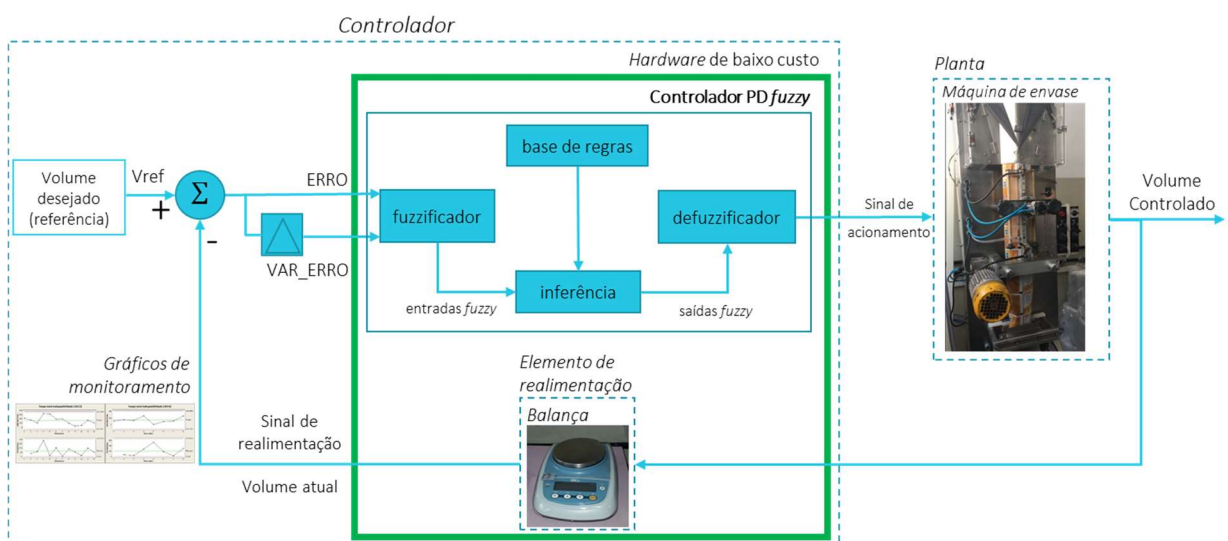 Controlador
Hardware de baixo custo
Planta
Máquina de envase
Controlador PD fuzzy
base de regras
Volume
desejado
(referência)
Vref
+
Σ
-
ERRO
VAR_ERRO
fuzzificador
defuzzificador
inferência
entradas fuzzy
saídas fuzzy
Sinal de
acionamento
Volume
Controlado
Gráficos de
monitoramento
Elemento de
realimentação
Balança
Sinal de
realimentação
Volume atual